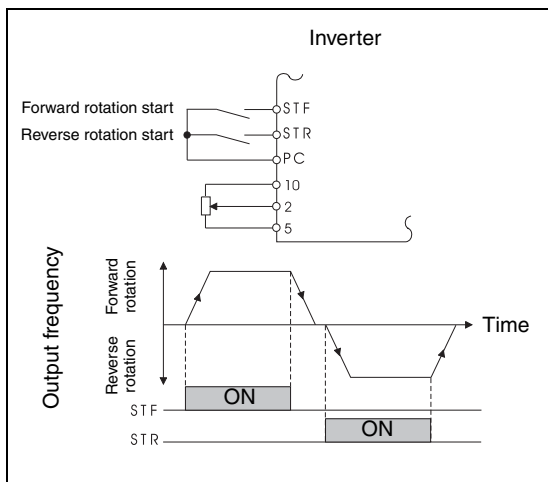 Inverter
Forward rotation start
Reverse rotation start
STF
STR
PC
10
2
5
Output frequency
Forward
rotation
Reverse
rotation
Time
STF
ON
STR
ON